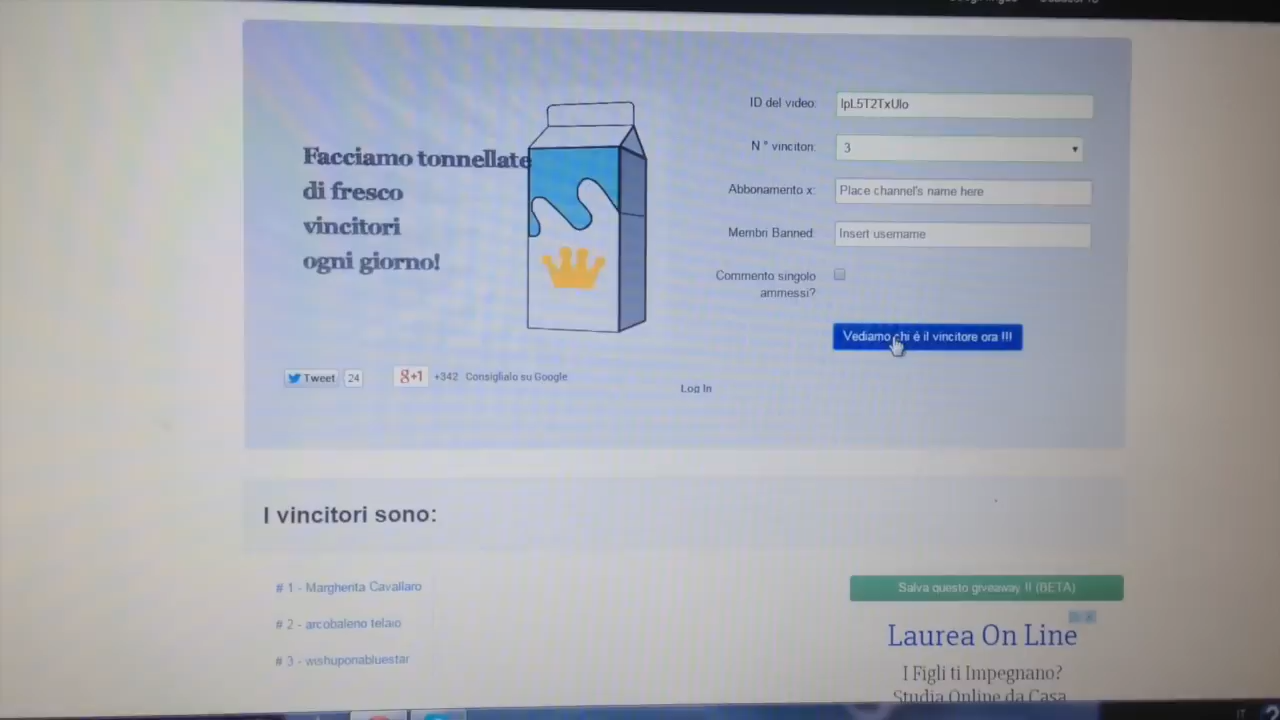 Facciamo tonnellate
di fresco
vincitori
ogni giorno!
Tweet 24
g+1 +342 Consiglialo su Google
Log In
ID del video:
N° vincitori: 3
Abbonamento x: Place channel's name here
Membri Banned: Insert username
Commento singolo
ammessi?
Vediamo chi é il vincitore ora !!!
I vincitori sono:
# 1 - Margherita Cavallaro
# 2 - arcobaleno telaio
# 3 - wishuponabluestar
Salva questo giveaway !! (BETA)
Laurea On Line
I Figli ti Impegnano?
Studia Online da Casa
IT